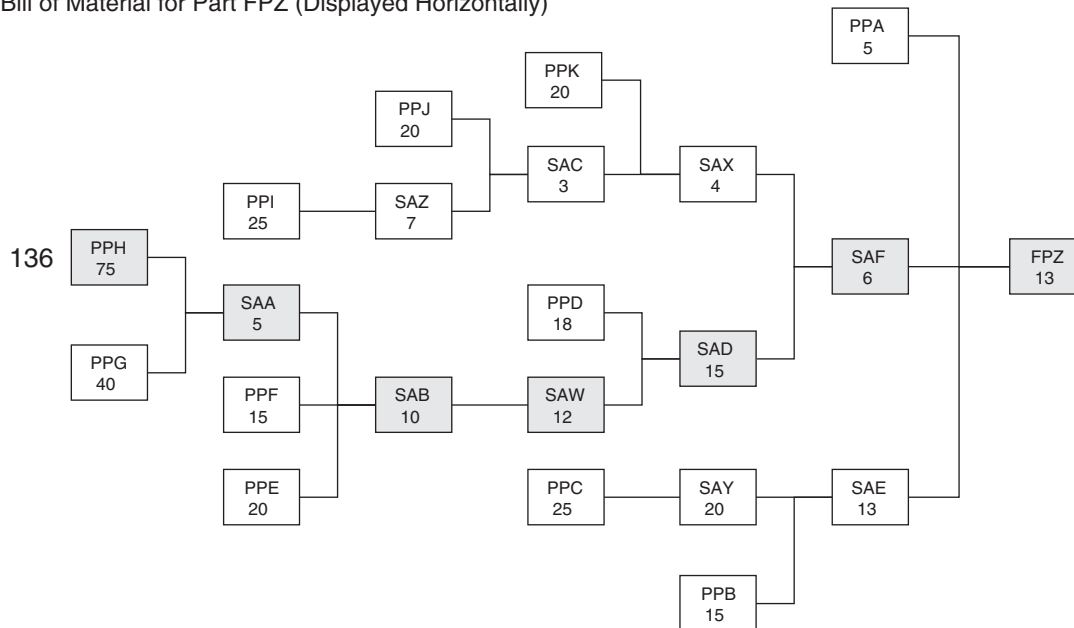 Bill of Material for Part FPZ (Displayed Horizontally)
PPA
5
PPK
20
PPJ
20
SAC
3
SAX
4
PPI
25
SAZ
7
136
PPH
75
SAF
6
FPZ
13
SAA
5
PPD
18
SAD
15
PPG
40
PPF
15
SAB
10
SAW
12
PPE
20
PPC
25
SAY
20
SAE
13
PPB
15